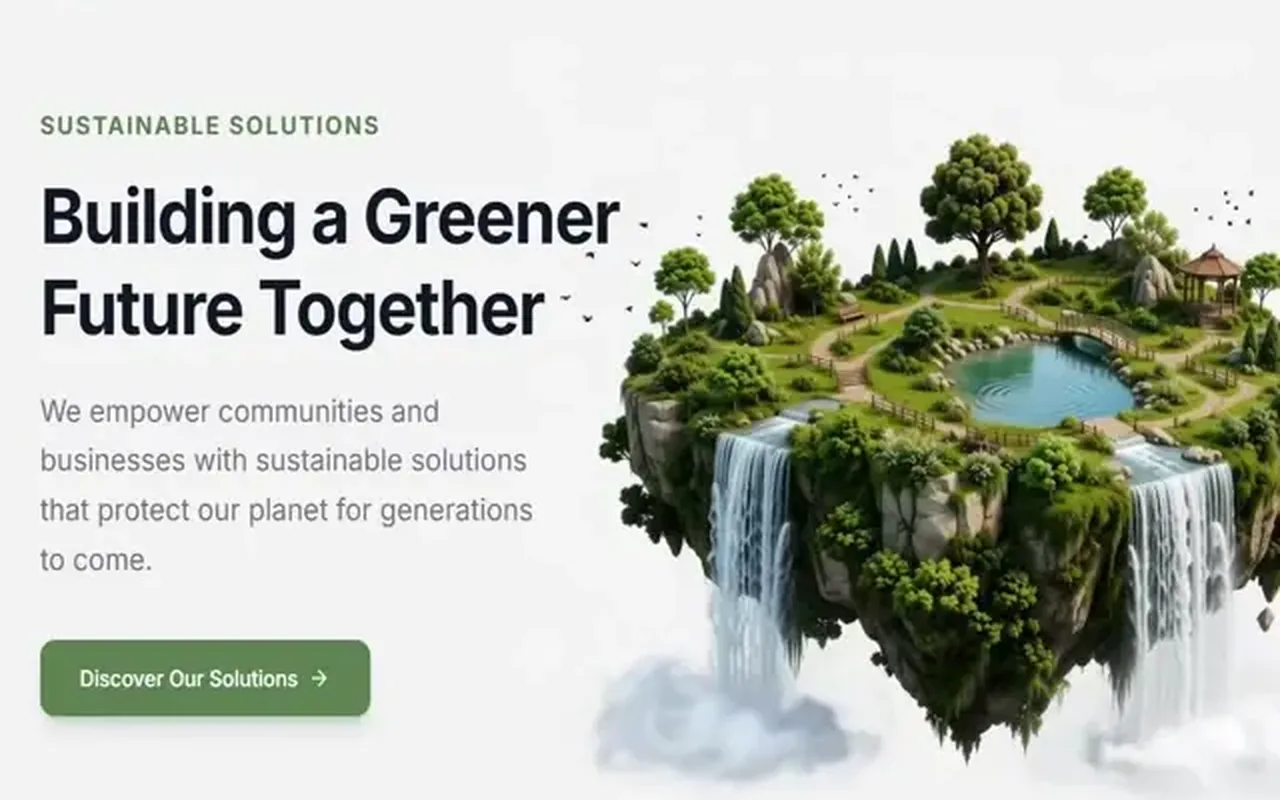 SUSTAINABLE SOLUTIONS
Building a Greener
Future Together
We empower communities and
businesses with sustainable solutions
that protect our planet for generations
to come.
Discover Our Solutions →